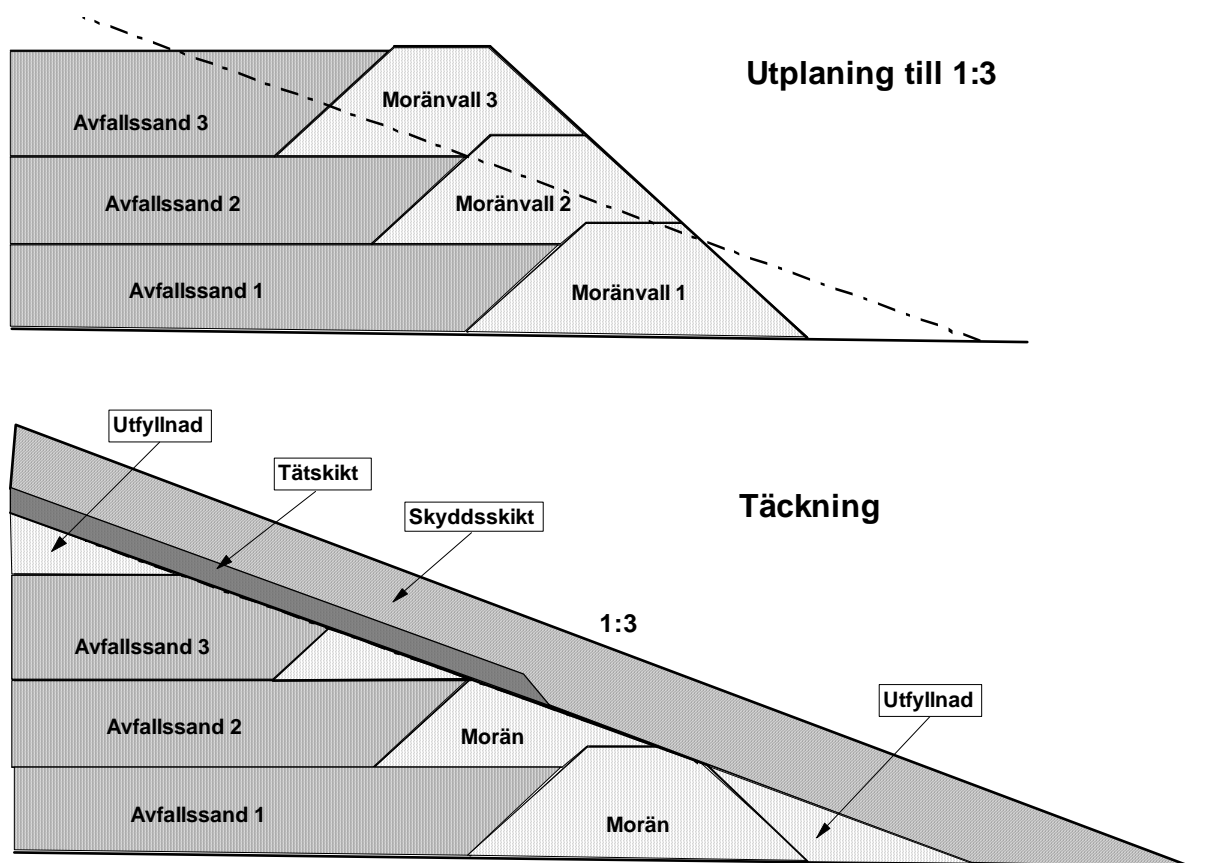 Utplaning till 1:3
Moränvall 3
Avfallssand 3
Avfallssand 2
Moränvall 2
Avfallssand 1
Moränvall 1
Utfyllnad
Tätskikt
Täckning
Skyddsskikt
1:3
Avfallssand 3
Utfyllnad
Avfallssand 2
Morän
Avfallssand 1
Morän